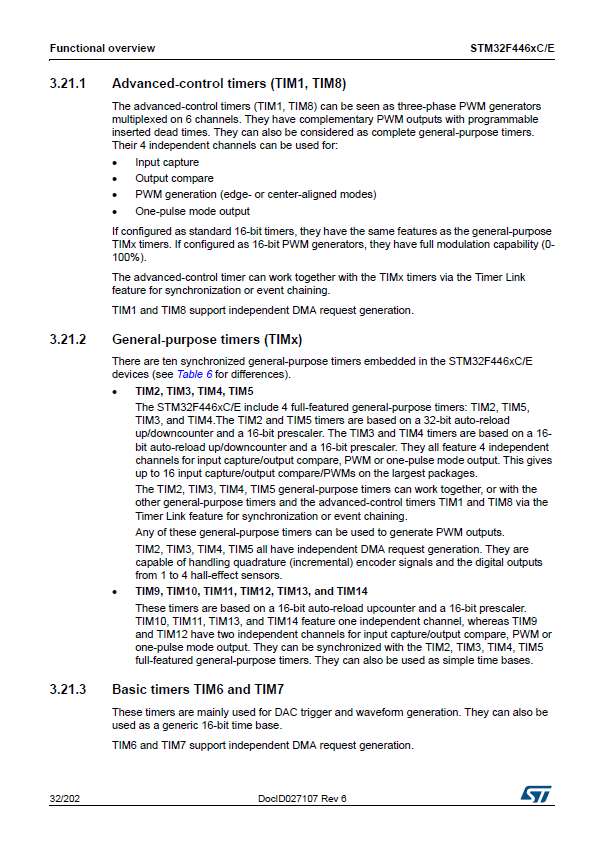 Functional overview STM32F446xC/E
3.21.1 Advanced-control timers (TIM1, TIM8)
The advanced-control timers (TIM1, TIM8) can be seen as three-phase PWM generators
multiplexed on 6 channels. They have complementary PWM outputs with programmable
inserted dead times. They can also be considered as complete general-purpose timers.
Their 4 independent channels can be used for:
• Input capture
• Output compare
• PWM generation (edge- or center-aligned modes)
• One-pulse mode output
If configured as standard 16-bit timers, they have the same features as the general-purpose
TIMx timers. If configured as 16-bit PWM generators, they have full modulation capability (0-
100%).
The advanced-control timer can work together with the TIMx timers via the Timer Link
feature for synchronization or event chaining.
TIM1 and TIM8 support independent DMA request generation.
3.21.2 General-purpose timers (TIMx)
There are ten synchronized general-purpose timers embedded in the STM32F446xC/E
devices (see Table 6 for differences).
• TIM2, TIM3, TIM4, TIM5
The STM32F446xC/E include 4 full-featured general-purpose timers: TIM2, TIM5,
TIM3, and TIM4.The TIM2 and TIM5 timers are based on a 32-bit auto-reload
up/downcounter and a 16-bit prescaler. The TIM3 and TIM4 timers are based on a 16-
bit auto-reload up/downcounter and a 16-bit prescaler. They all feature 4 independent
channels for input capture/output compare, PWM or one-pulse mode output. This gives
up to 16 input capture/output compare/PWMs on the largest packages.
The TIM2, TIM3, TIM4, TIM5 general-purpose timers can work together, or with the
other general-purpose timers and the advanced-control timers TIM1 and TIM8 via the
Timer Link feature for synchronization or event chaining.
Any of these general-purpose timers can be used to generate PWM outputs.
TIM2, TIM3, TIM4, TIM5 all have independent DMA request generation. They are
capable of handling quadrature (incremental) encoder signals and the digital outputs
from 1 to 4 hall-effect sensors.
• TIM9, TIM10, TIM11, TIM12, TIM13, and TIM14
These timers are based on a 16-bit auto-reload upcounter and a 16-bit prescaler.
TIM10, TIM11, TIM13, and TIM14 feature one independent channel, whereas TIM9
and TIM12 have two independent channels for input capture/output compare, PWM or
one-pulse mode output. They can be synchronized with the TIM2, TIM3, TIM4, TIM5
full-featured general-purpose timers. They can also be used as simple time bases.
3.21.3 Basic timers TIM6 and TIM7
These timers are mainly used for DAC trigger and waveform generation. They can also be
used as a generic 16-bit time base.
TIM6 and TIM7 support independent DMA request generation.
32/202 DocID027107 Rev 6 ST